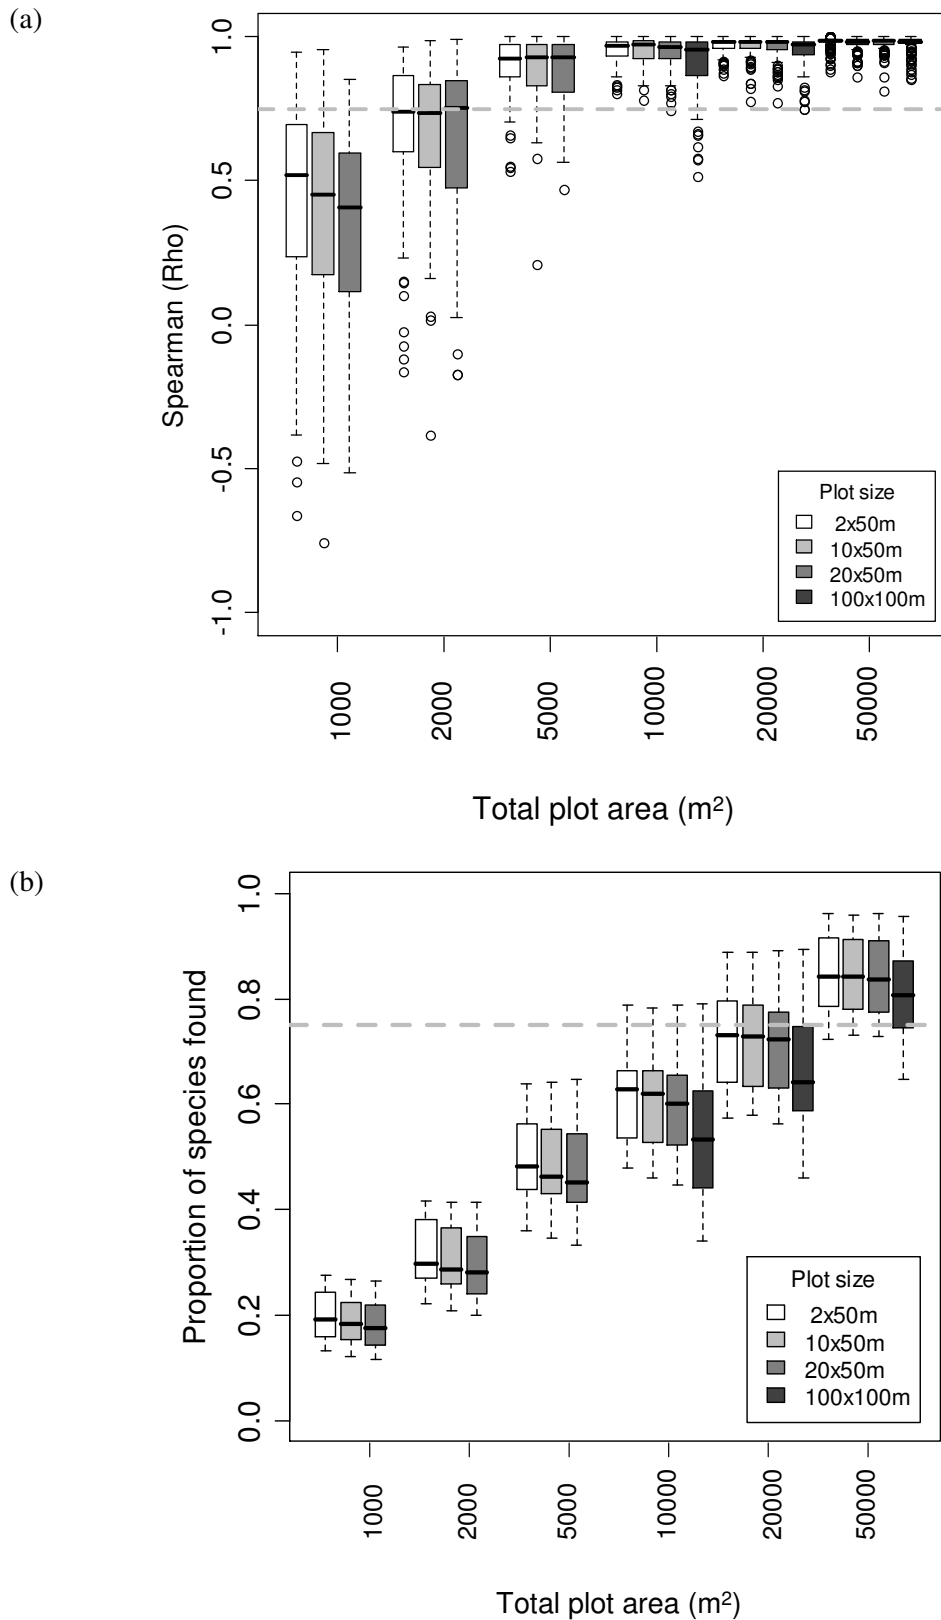 (a)
1.0
0.5
0.0
-0.5
-1.0
Spearman (Rho)
Plot size
2x50m
10x50m
20x50m
100x100m
1000
2000
5000
10000
20000
50000
Total plot area (m²)
(b)
1.0
0.8
0.6
0.4
0.2
0.0
Proportion of species found
Plot size
2x50m
10x50m
20x50m
100x100m
1000
2000
5000
10000
20000
50000
Total plot area (m²)